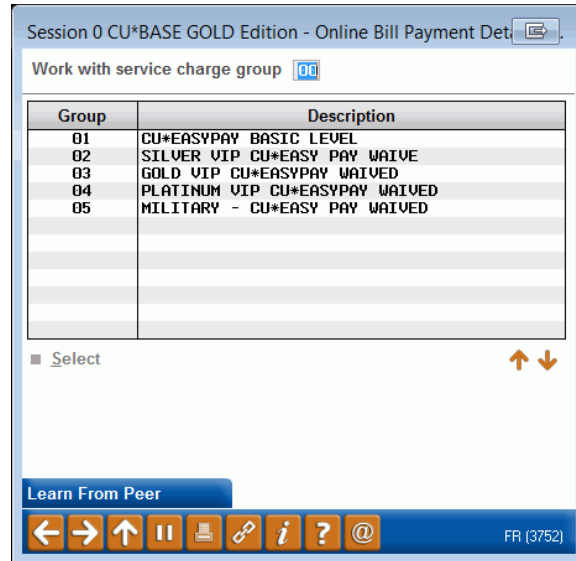 Session 0 CU*BASE GOLD Edition - Online Bill Payment Deta .
Work with service charge group 00
Group Description
01 CU*EASYPAY BASIC LEVEL
02 SILVER VIP CU*EASY PAY WAIVE
03 GOLD VIP CU*EASYPAY WAIVED
04 PLATINUM VIP CU*EASYPAY WAIVED
05 MILITARY - CU*EASY PAY WAIVED
Select
Learn From Peer
i ? @ FR (3752)